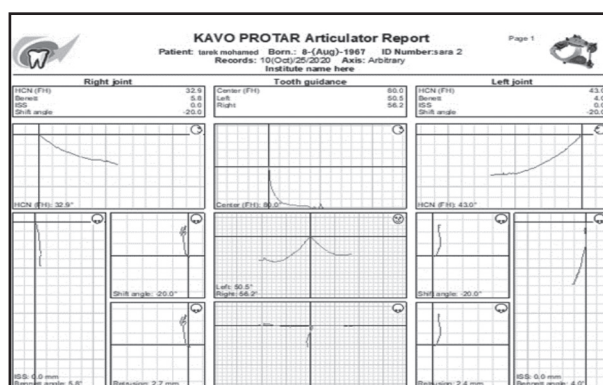 KAVO PROTAR Articulator Report
Page 1
Patient: tarek mohamed Born.: 8-(Aug)-1967 ID Number:sara 2
Records: 10(Oct)/25/2020 Axis: Arbitrary
Institute name here
Right joint
HCN (FH) 32.9
Bennett 5.8
ISS 0.0
Shift angle -20.0
Tooth guidance
Center (FH) 60.0
Left 50.5
Right 56.2
Left joint
HCN (FH) 43.0
Bennett 4.0
ISS 0.0
Shift angle -20.0
HCN (FH): 32.9°
Center (FH): 60.0°
HCN (FH) 43.0°
Shift angle: -20.0°
Left: 50.5°
Right: 56.2°
Shift angle: -20.0°
ISS: 0.0 mm
Bennett angle: 5.8°
Retrusion: 2.7 mm
Retrusion: 2.4 mm
ISS: 0.0 mm
Bennett angle: 4.0°